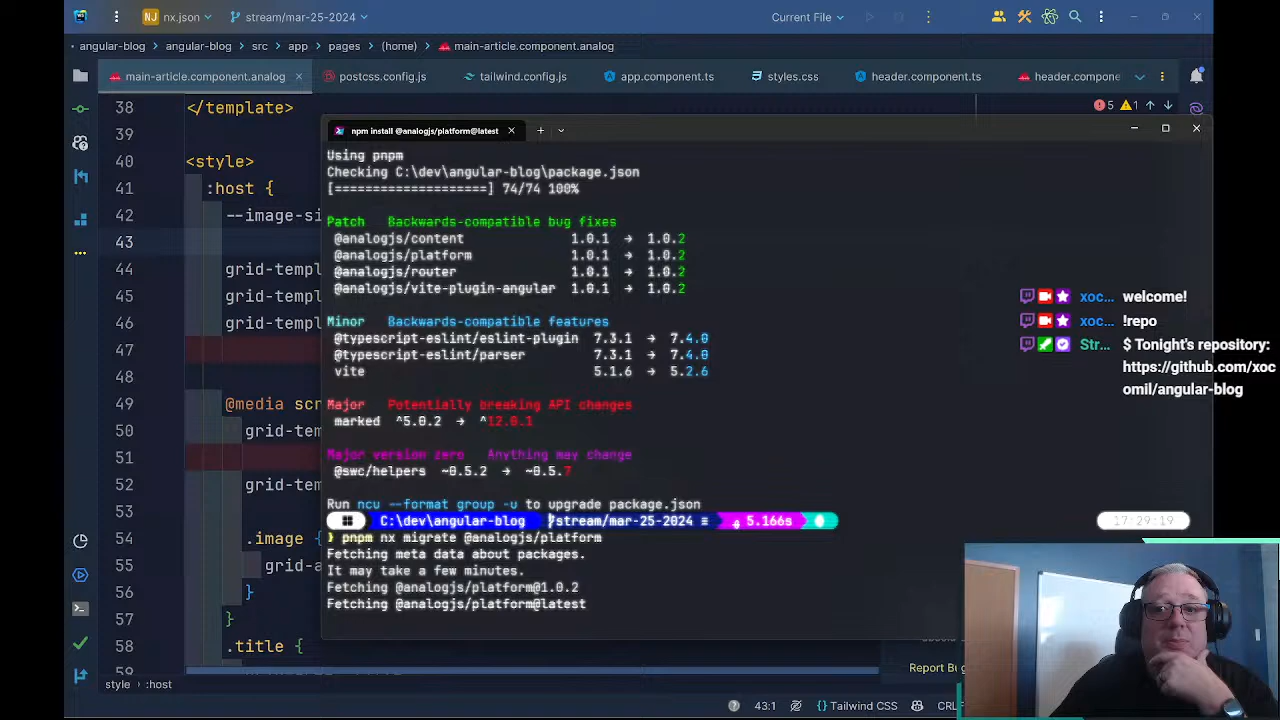 NJ nx.json stream/mar-25-2024 Current File
angular-blog angular-blog src app pages (home) main-article.component.analog
main-article.component.analog postcss.config.js tailwind.config.js app.component.ts styles.css header.component.ts header.compone
38 </template>
5 1
39
40 <style>
41 :host {
42 --image-si
43
44 grid-templ
45 grid-templ
46 grid-templ
47
48
49 @media scr
50 grid-tem
51
52 grid-tem
53
54 .image {
55 grid-a
56 }
57 }
58 .title {
59
npm install @analogjs/platform@latest
Using pnpm
Checking C:\dev\angular-blog\package.json
[====================] 74/74 100%
Patch Backwards-compatible bug fixes
@analogjs/content 1.0.1 → 1.0.2
@analogjs/platform 1.0.1 → 1.0.2
@analogjs/router 1.0.1 → 1.0.2
@analogjs/vite-plugin-angular 1.0.1 → 1.0.2
Minor Backwards-compatible features
@typescript-eslint/eslint-plugin 7.3.1 → 7.4.0
@typescript-eslint/parser 7.3.1 → 7.4.0
vite 5.1.6 → 5.2.6
Major Potentially breaking API changes
marked ^5.0.2 → ^12.0.1
Major version zero Anything may change
@swc/helpers ~0.5.2 → ~0.5.7
Run ncu --format group -u to upgrade package.json
C:\dev\angular-blog stream/mar-25-2024 ≡ 5.166s 17:29:19
pnpm nx migrate @analogjs/platform
Fetching meta data about packages.
It may take a few minutes.
Fetching @analogjs/platform@1.0.2
Fetching @analogjs/platform@latest
xoc... welcome!
xoc... !repo
Str... $ Tonight's repository:
https://github.com/xoc
omil/angular-blog
Report Bu
style :host
43:1 Tailwind CSS CRL